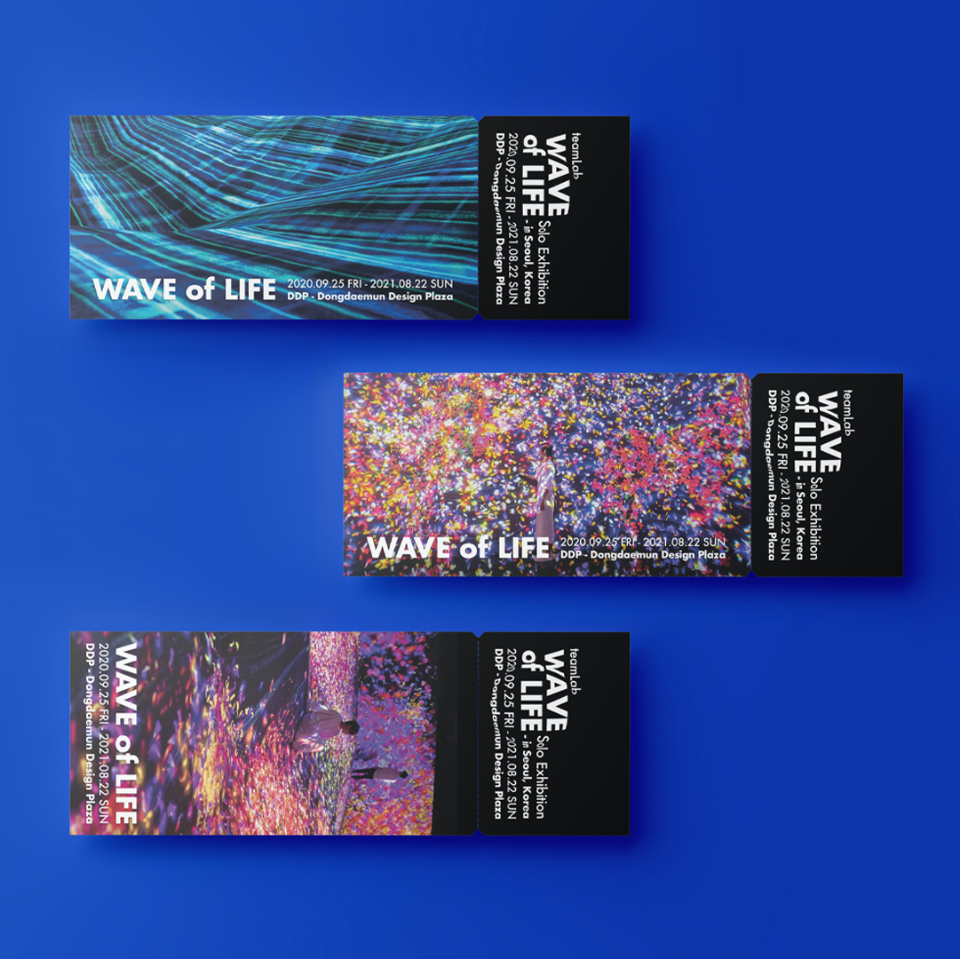 WAVE of LIFE
2020.09.25 FRI - 2021.08.22 SUN
DDP - Dongdaemun Design Plaza
teamLab
WAVE
of LIFE
Solo Exhibition
- in Seoul, Korea
2020.09.25 FRI - 2021.08.22 SUN
DDP - Dongdaemun Design Plaza
WAVE of LIFE
2020.09.25 FRI - 2021.08.22 SUN
DDP - Dongdaemun Design Plaza
teamLab
WAVE
of LIFE
Solo Exhibition
- in Seoul, Korea
2020.09.25 FRI - 2021.08.22 SUN
DDP - Dongdaemun Design Plaza
WAVE of LIFE
2020.09.25 FRI - 2021.08.22 SUN
DDP - Dongdaemun Design Plaza
teamLab
WAVE
of LIFE
Solo Exhibition
- in Seoul, Korea
2020.09.25 FRI - 2021.08.22 SUN
DDP - Dongdaemun Design Plaza